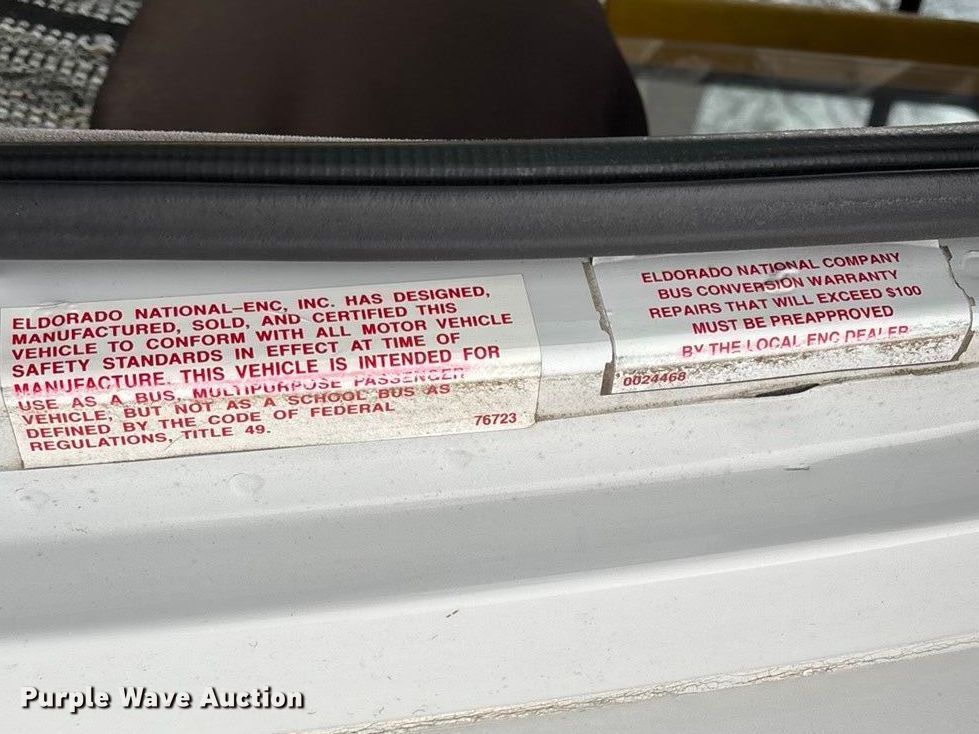 ELDORADO NATIONAL-ENC, INC. HAS DESIGNED,
MANUFACTURED, SOLD, AND CERTIFIED THIS
VEHICLE TO CONFORM WITH ALL MOTOR VEHICLE
SAFETY STANDARDS IN EFFECT AT TIME OF
MANUFACTURE. THIS VEHICLE IS INTENDED FOR
USE AS A BUS, MULTIPURPOSE PASSENGER
VEHICLE, BUT NOT AS A SCHOOL BUS AS
DEFINED BY THE CODE OF FEDERAL
REGULATIONS, TITLE 49.
76723
ELDORADO NATIONAL COMPANY
BUS CONVERSION WARRANTY
REPAIRS THAT WILL EXCEED $100
MUST BE PREAPPROVED
BY THE LOCAL ENC DEALER
0024468
Purple Wave Auction